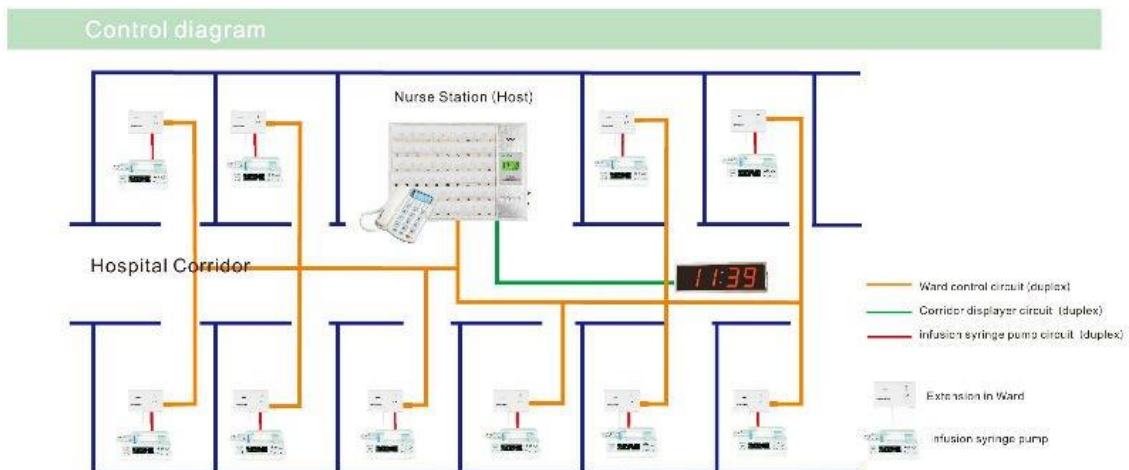 Control diagram
Nurse Station (Host)
Hospital Corridor
11:39
Ward control circuit (duplex)
Corridor displayer circuit (duplex)
infusion syringe pump circuit (duplex)
Extension in Ward
infusion syringe pump